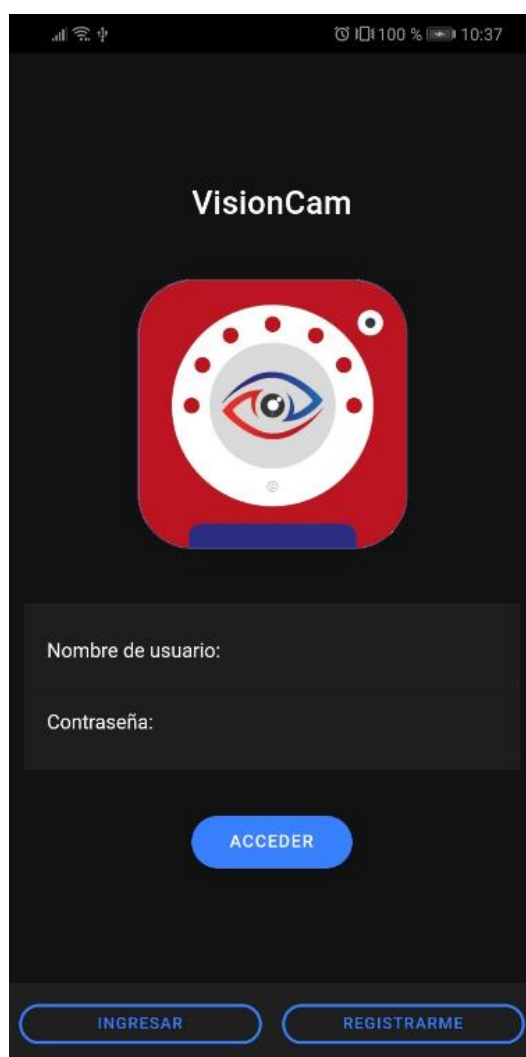 100 % 10:37
VisionCam
Nombre de usuario:
Contraseña:
ACCEDER
INGRESAR REGISTRARME